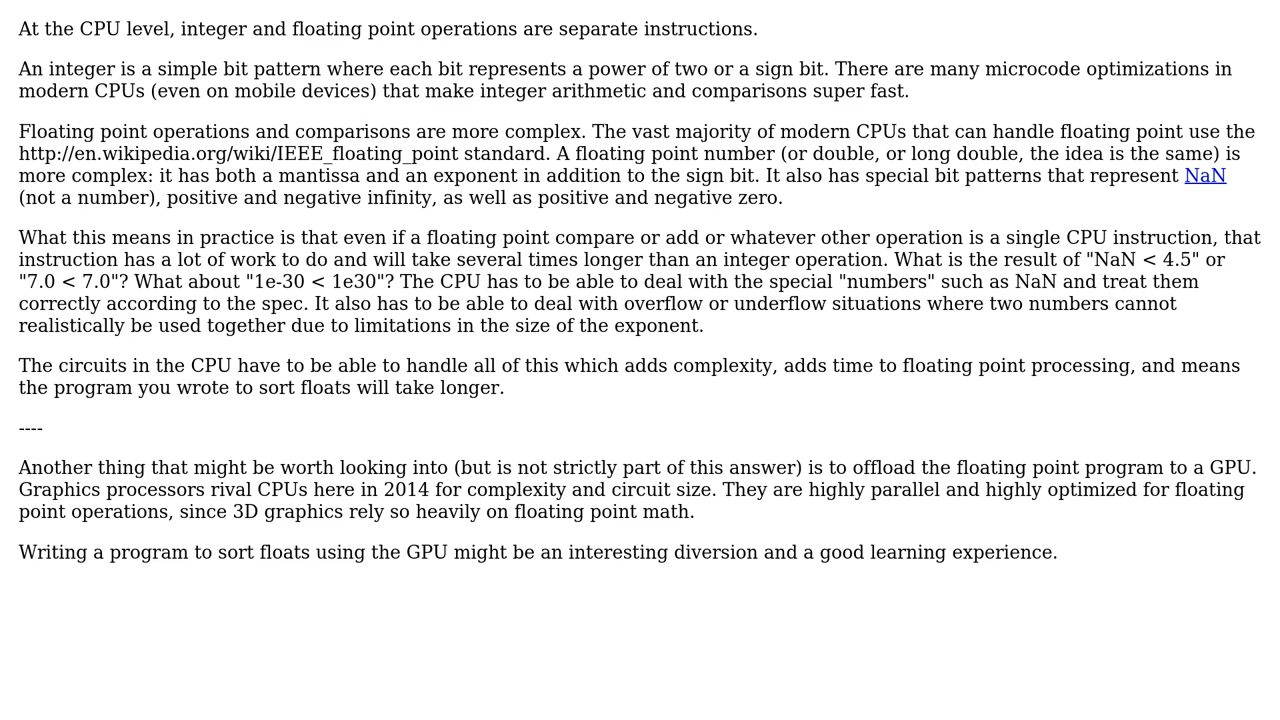 At the CPU level, integer and floating point operations are separate instructions.
An integer is a simple bit pattern where each bit represents a power of two or a sign bit. There are many microcode optimizations in
modern CPUs (even on mobile devices) that make integer arithmetic and comparisons super fast.
Floating point operations and comparisons are more complex. The vast majority of modern CPUs that can handle floating point use the
http://en.wikipedia.org/wiki/IEEE_floating_point standard. A floating point number (or double, or long double, the idea is the same) is
more complex: it has both a mantissa and an exponent in addition to the sign bit. It also has special bit patterns that represent NaN
(not a number), positive and negative infinity, as well as positive and negative zero.
What this means in practice is that even if a floating point compare or add or whatever other operation is a single CPU instruction, that
instruction has a lot of work to do and will take several times longer than an integer operation. What is the result of "NaN < 4.5" or
"7.0 < 7.0"? What about "1e-30 < 1e30"? The CPU has to be able to deal with the special "numbers" such as NaN and treat them
correctly according to the spec. It also has to be able to deal with overflow or underflow situations where two numbers cannot
realistically be used together due to limitations in the size of the exponent.
The circuits in the CPU have to be able to handle all of this which adds complexity, adds time to floating point processing, and means
the program you wrote to sort floats will take longer.
----
Another thing that might be worth looking into (but is not strictly part of this answer) is to offload the floating point program to a GPU.
Graphics processors rival CPUs here in 2014 for complexity and circuit size. They are highly parallel and highly optimized for floating
point operations, since 3D graphics rely so heavily on floating point math.
Writing a program to sort floats using the GPU might be an interesting diversion and a good learning experience.